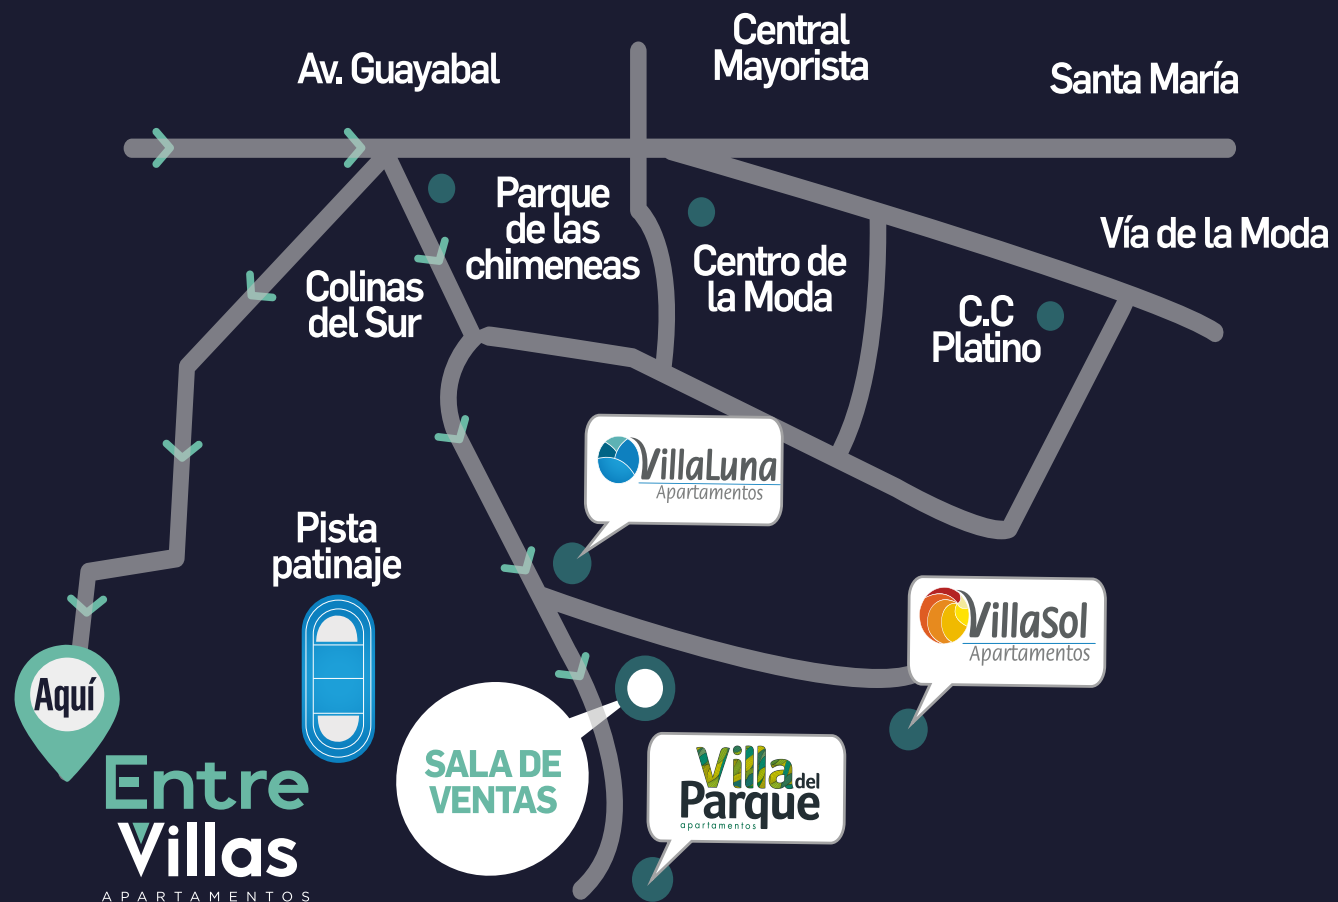 Central
Mayorista
Av. Guayabal
Santa María
Parque
de las
chimeneas
Vía de la Moda
Centro de
la Moda
Colinas
del Sur
C.C
Platino
VillaLuna
Apartamentos
Pista
patinaje
VillaSol
Apartamentos
Aquí
SALA DE
VENTAS
Villa del
Parque
apartamentos
Entre
Villas
APARTAMENTOS